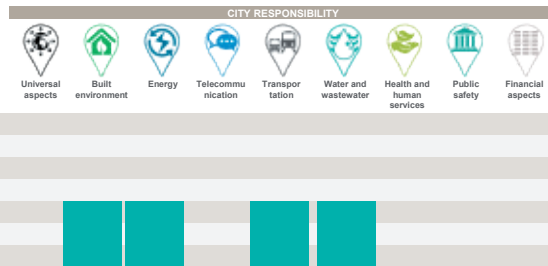 CITY RESPONSIBILITY
Universal aspects
Built environment
Energy
Telecommu nication
Transpor tation
Water and wastewater
Health and human services
Public safety
Financial aspects